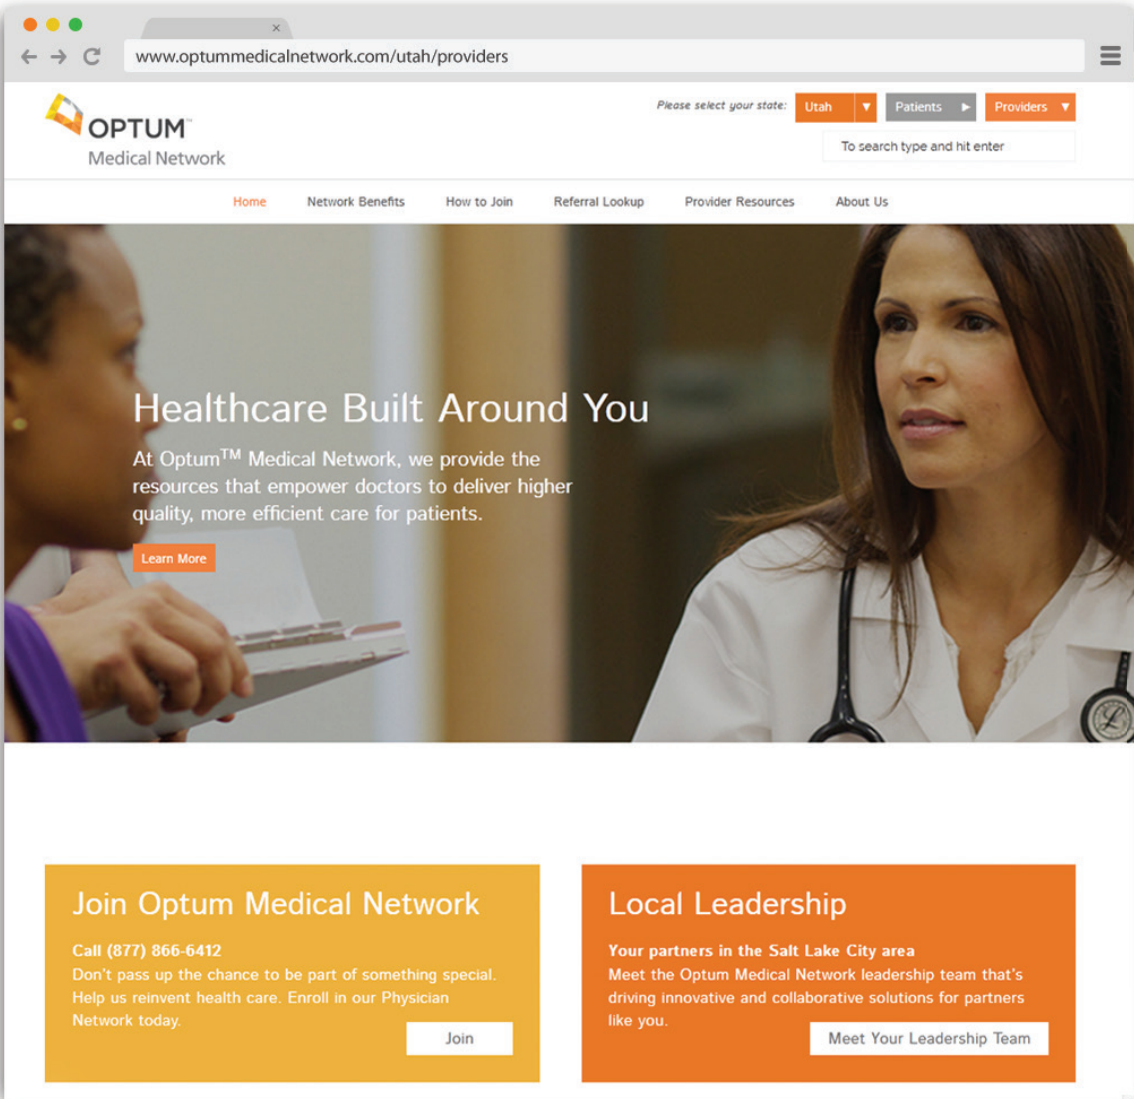 www.optummedicalnetwork.com/utah/providers
OPTUM™
Medical Network
Please select your state: Utah Patients Providers
To search type and hit enter
Home Network Benefits How to Join Referral Lookup Provider Resources About Us
Healthcare Built Around You
At Optum™ Medical Network, we provide the
resources that empower doctors to deliver higher
quality, more efficient care for patients.
Learn More
Join Optum Medical Network
Call (877) 866-6412
Don't pass up the chance to be part of something special.
Help us reinvent health care. Enroll in our Physician
Network today.
Join
Local Leadership
Your partners in the Salt Lake City area
Meet the Optum Medical Network leadership team that's
driving innovative and collaborative solutions for partners
like you.
Meet Your Leadership Team